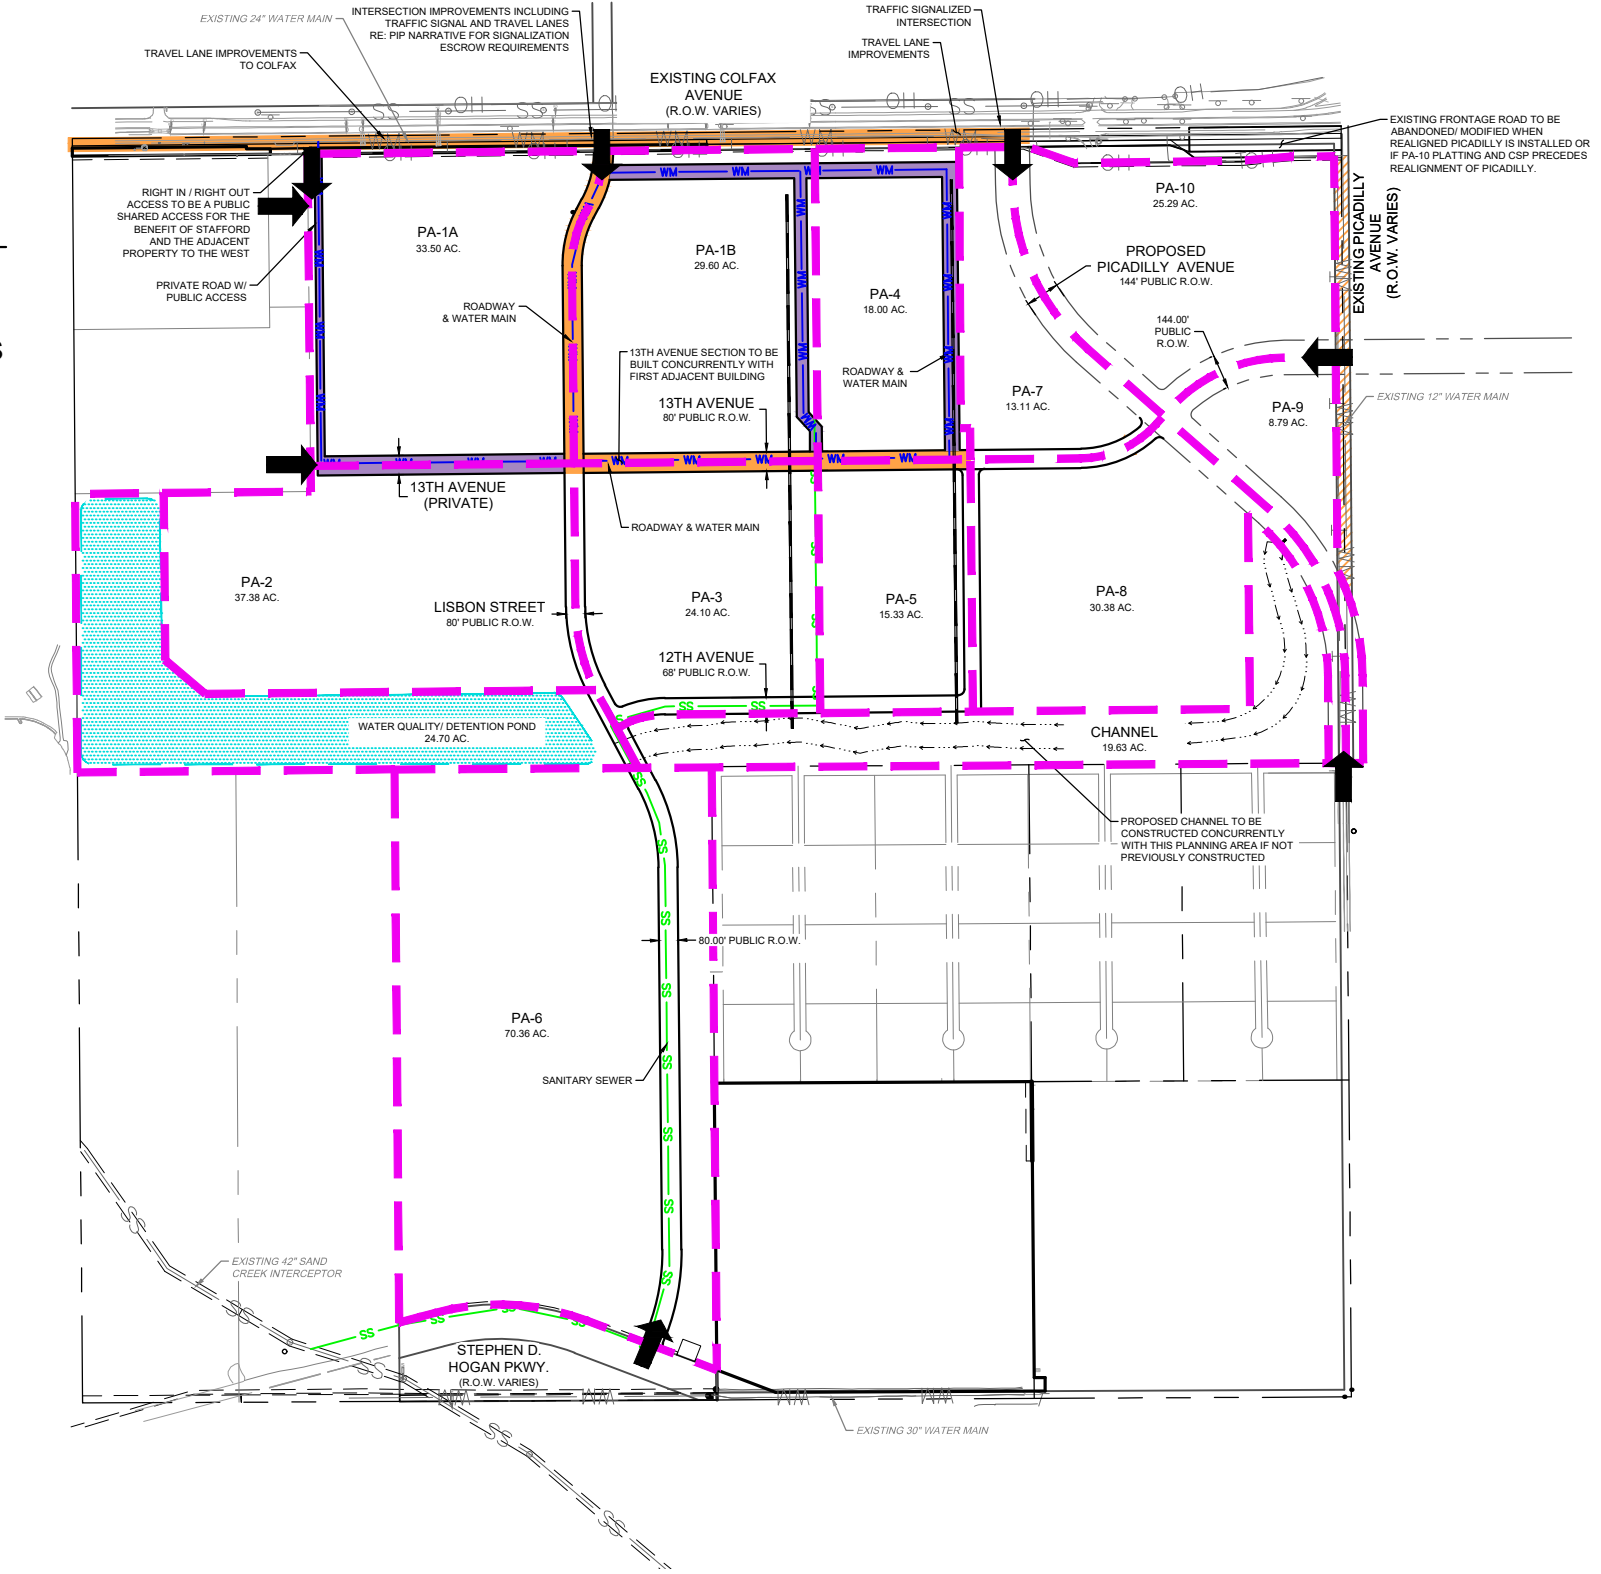 EXISTING 24" WATER MAIN
INTERSECTION IMPROVEMENTS INCLUDING
TRAFFIC SIGNAL AND TRAVEL LANES
RE: PIP NARRATIVE FOR SIGNALIZATION
ESCROW REQUIREMENTS
TRAFFIC SIGNALIZED
INTERSECTION
TRAVEL LANE
IMPROVEMENTS
TRAVEL LANE IMPROVEMENTS
TO COLFAX
EXISTING COLFAX
AVENUE
(R.O.W. VARIES)
EXISTING FRONTAGE ROAD TO BE
ABANDONED/ MODIFIED WHEN
REALIGNED PICADILLY IS INSTALLED OR
IF PA-10 PLATTING AND CSP PRECEDES
REALIGNMENT OF PICADILLY.
RIGHT IN / RIGHT OUT
ACCESS TO BE A PUBLIC
SHARED ACCESS FOR THE
BENEFIT OF STAFFORD
AND THE ADJACENT
PROPERTY TO THE WEST
PRIVATE ROAD W/
PUBLIC ACCESS
PA-1A
33.50 AC.
PA-1B
29.60 AC.
PA-4
18.00 AC.
PA-10
25.29 AC.
PROPOSED
PICADILLY AVENUE
144' PUBLIC R.O.W.
EXISTING PICADILLY
AVENUE
(R.O.W. VARIES)
ROADWAY
& WATER MAIN
144.00'
PUBLIC
R.O.W.
13TH AVENUE SECTION TO BE
BUILT CONCURRENTLY WITH
FIRST ADJACENT BUILDING
ROADWAY &
WATER MAIN
13TH AVENUE
80' PUBLIC R.O.W.
PA-7
13.11 AC.
PA-9
8.79 AC.
EXISTING 12" WATER MAIN
S
13TH AVENUE
(PRIVATE)
ROADWAY & WATER MAIN
PA-2
37.38 AC.
LISBON STREET
80' PUBLIC R.O.W.
PA-3
24.10 AC.
PA-5
15.33 AC.
PA-8
30.38 AC.
12TH AVENUE
68' PUBLIC R.O.W.
WATER QUALITY/ DETENTION POND
24.70 AC.
CHANNEL
19.63 AC.
PROPOSED CHANNEL TO BE
CONSTRUCTED CONCURRENTLY
WITH THIS PLANNING AREA IF NOT
PREVIOUSLY CONSTRUCTED
80.00' PUBLIC R.O.W.
PA-6
70.36 AC.
SANITARY SEWER
EXISTING 42" SAND
CREEK INTERCEPTOR
STEPHEN D.
HOGAN PKWY.
(R.O.W. VARIES)
EXISTING 30" WATER MAIN